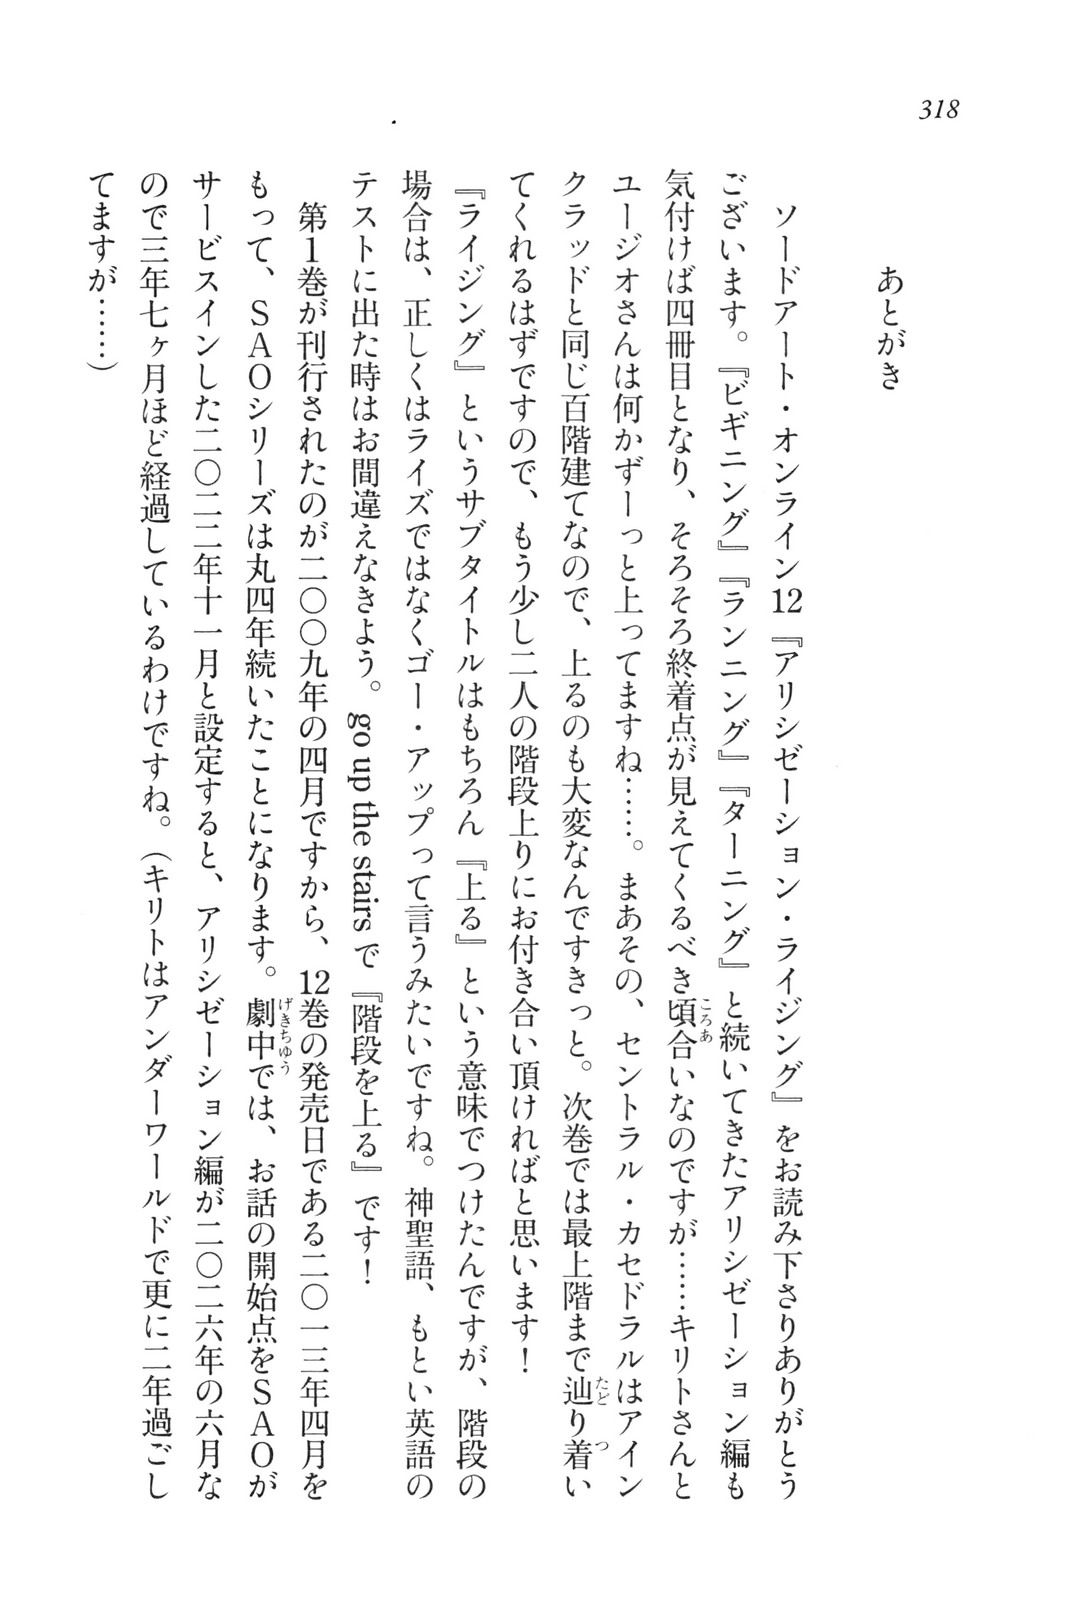 318
あとがき
ソードアート・オンライン12『アリシゼーション・ライジング』をお読み下さりありがとう
ございます。『ビギニング』『ランニング』『ターニング』と続いてきたアリシゼーション編も
気付けば四冊目となり、そろそろ終着点が見えてくるべき頃合いなのですが……キリトさんと
ユージオさんは何かずーっと上ってますね……。まあその、セントラル・カセドラルはアイン
クラッドと同じ百階建てなので、上るのも大変なんですきっと。次巻では最上階まで辿り着い
てくれるはずですので、もう少し二人の階段上りにお付き合い頂ければと思います！
『ライジング』というサブタイトルはもちろん『上る』という意味でつけたんですが、階段の
場合は、正しくはライズではなくゴー・アップって言うみたいですね。神聖語、もとい英語の
テストに出た時はお間違えなきよう。go up the stairsで『階段を上る』です！
第1巻が刊行されたのが二〇〇九年の四月ですから、12巻の発売日である二〇一三年四月を
もって、SAOシリーズは丸四年続いたことになります。劇中では、お話の開始点をSAOが
サービスインした二〇二二年十一月と設定すると、アリシゼーション編が二〇二六年の六月な
ので三年七ヶ月ほど経過しているわけですね。（キリトはアンダーワールドで更に二年過ごし
てますが……）